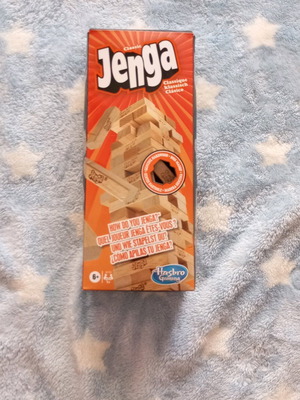 Classic
Jenga
Classique
Klassisch
Clásico
HOW DO YOU JENGA?
QUEL JOUEUR JENGA ÊTES-VOUS ?
UND WIE STAPELST DU?
¿CÓMO APILAS TU JENGA?
6+
Hasbro
Gaming